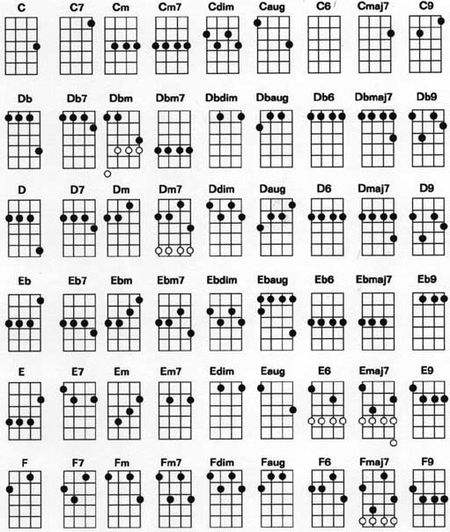 C C7 Cm Cm7 Cdim Caug C6 Cmaj7 C9
Db Db7 Dbm Dbm7 Dbdim Dbaug Db6 Dbmaj7 Db9
D D7 Dm Dm7 Ddim Daug D6 Dmaj7 D9
Eb Eb7 Ebm Ebm7 Ebdim Ebaug Eb6 Ebmaj7 Eb9
E E7 Em Em7 Edim Eaug E6 Emaj7 E9
F F7 Fm Fm7 Fdim Faug F6 Fmaj7 F9